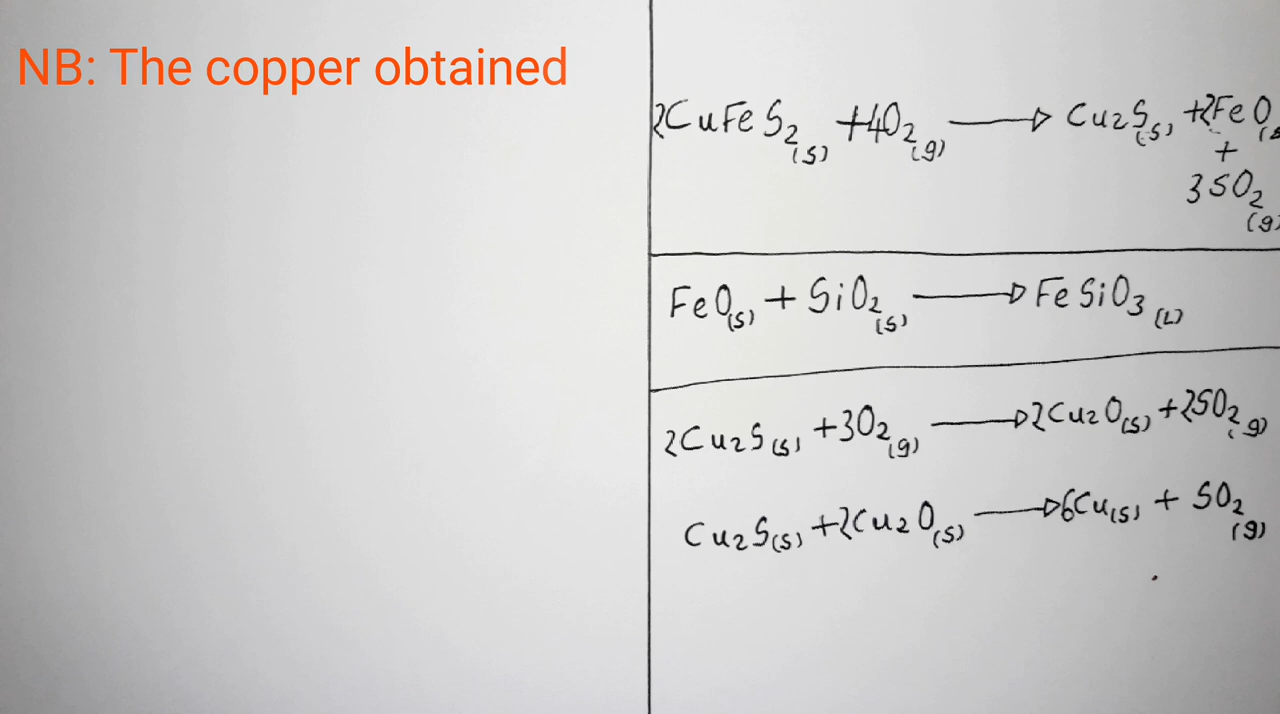 NB: The copper obtained
2CuFeS2(s) + 4O2(g) → Cu2S(s) + 2FeO(s)
+
3SO2(g)
FeO(s) + SiO2(s) → FeSiO3(L)
2Cu2S(s) + 3O2(g) → 2Cu2O(s) + 2SO2(g)
Cu2S(s) + 2Cu2O(s) → 6Cu(s) + SO2(g)